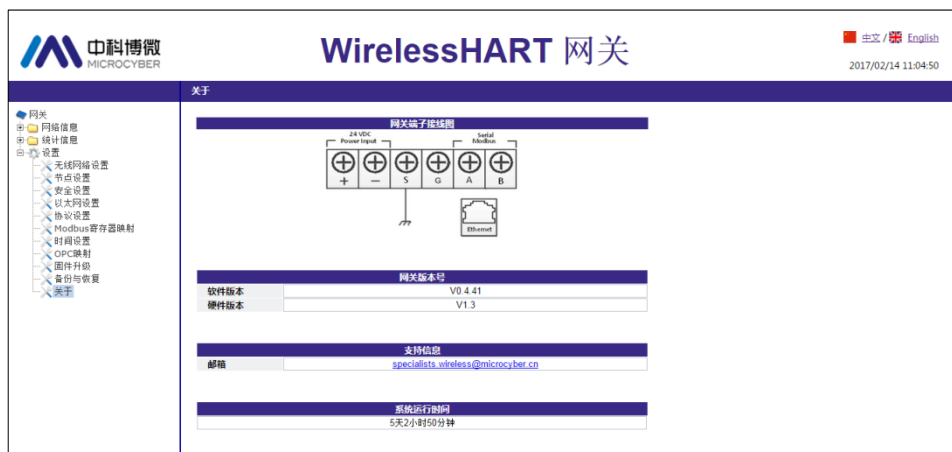 中科博微
MICROCYBER
WirelessHART 网关
中文 / English
2017/02/14 11:04:50
关于
网关
网络信息
统计信息
设置
无线网络设置
节点设置
安全设置
以太网设置
协议设置
Modbus寄存器映射
时间设置
OPC映射
固件升级
备份与恢复
关于
网关端子接线图
24 VDC
Power Input
Serial
Modbus
+ − S G A B
Ethernet
网关版本号
软件版本 V0.4.41
硬件版本 V1.3
支持信息
邮箱 specialists.wireless@microcyber.cn
系统运行时间
5天2小时50分钟